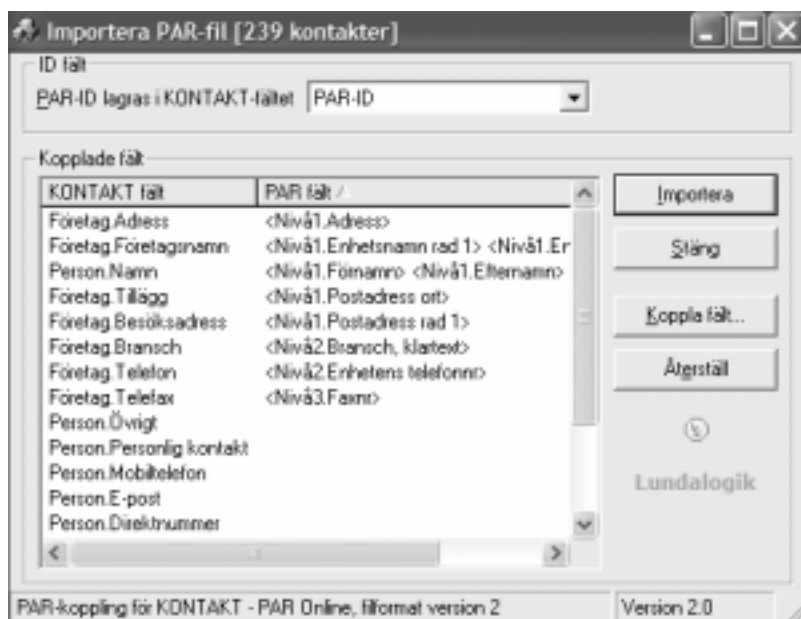 Importera PAR-fil [239 kontakter]
ID fält
PAR-ID lagras i KONTAKT-fältet PAR-ID
Kopplade fält
KONTAKT fält PAR fält
Företag.Adress <Nivå1.Adress>
Företag.Företagsnamn <Nivå1.Enhetsnamn rad 1> <Nivå1.Er
Person.Namn <Nivå1.Förnamn> <Nivå1.Efternamn>
Företag.Tillägg <Nivå1.Postadress ort>
Företag.Besöksadress <Nivå1.Postadress rad 1>
Företag.Bransch <Nivå2.Bransch, klartext>
Företag.Telefon <Nivå2.Enhetens telefonnr>
Företag.Telefax <Nivå3.Faxnr>
Person.Övrigt
Person.Personlig kontakt
Person.Mobiltelefon
Person.E-post
Person.Direktnummer
Importera
Stäng
Koppla fält...
Återställ
Lundalogik
PAR-koppling för KONTAKT - PAR Online, filformat version 2
Version 2.0